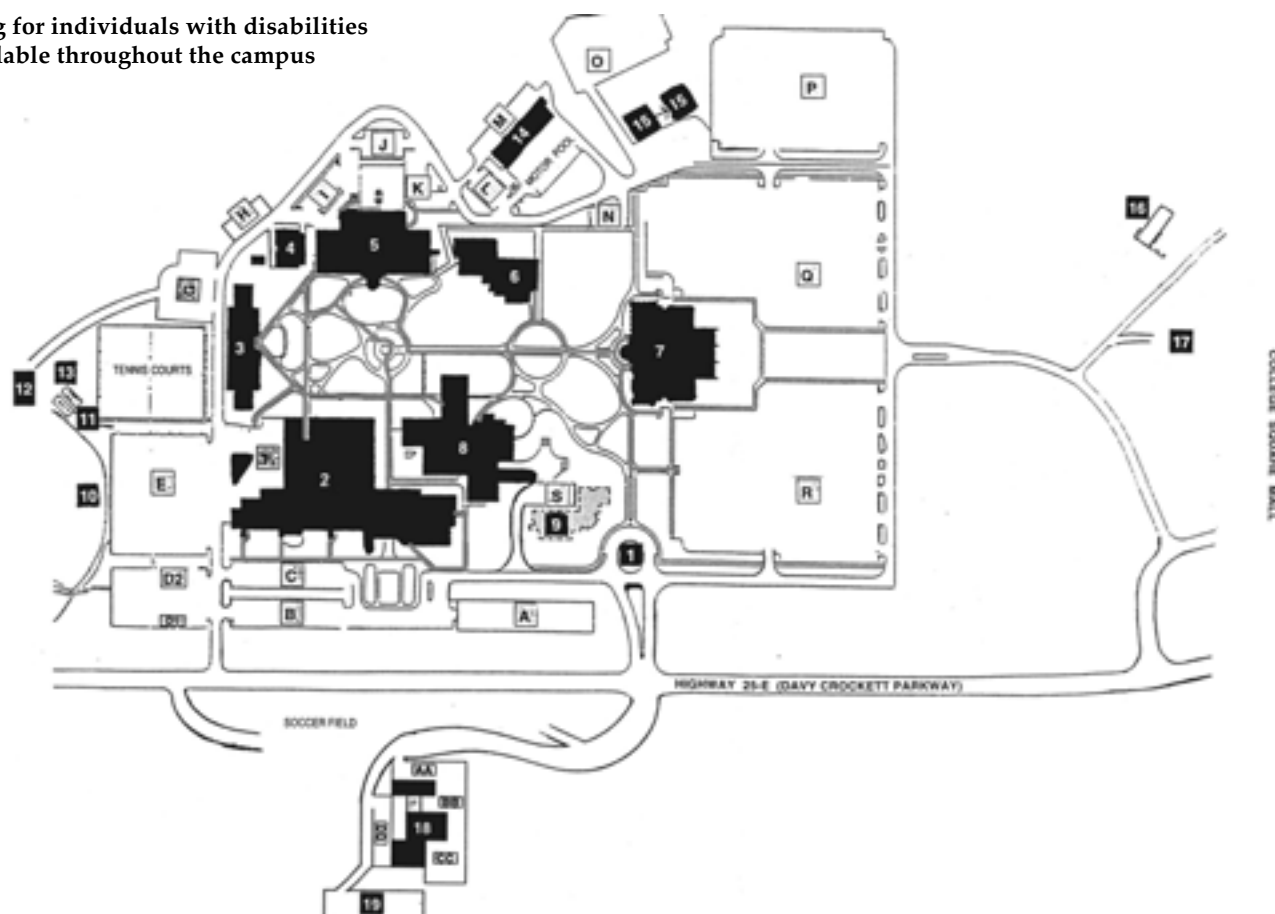 g for individuals with disabilities
lable throughout the campus
O
P
M
15
15
14
J
MOTOR POOL
I
K
L
H
N
16
4
5
6
Q
G
3
7
17
13
TENNIS COURTS
12
11
COLLEGE SQUARE MALL
8
E
2
10
S
R
9
1
D2
C
D1
B
A
HIGHWAY 25-E (DAVY CROCKETT PARKWAY)
SOCCER FIELD
AA
BB
DD
18
CC
19